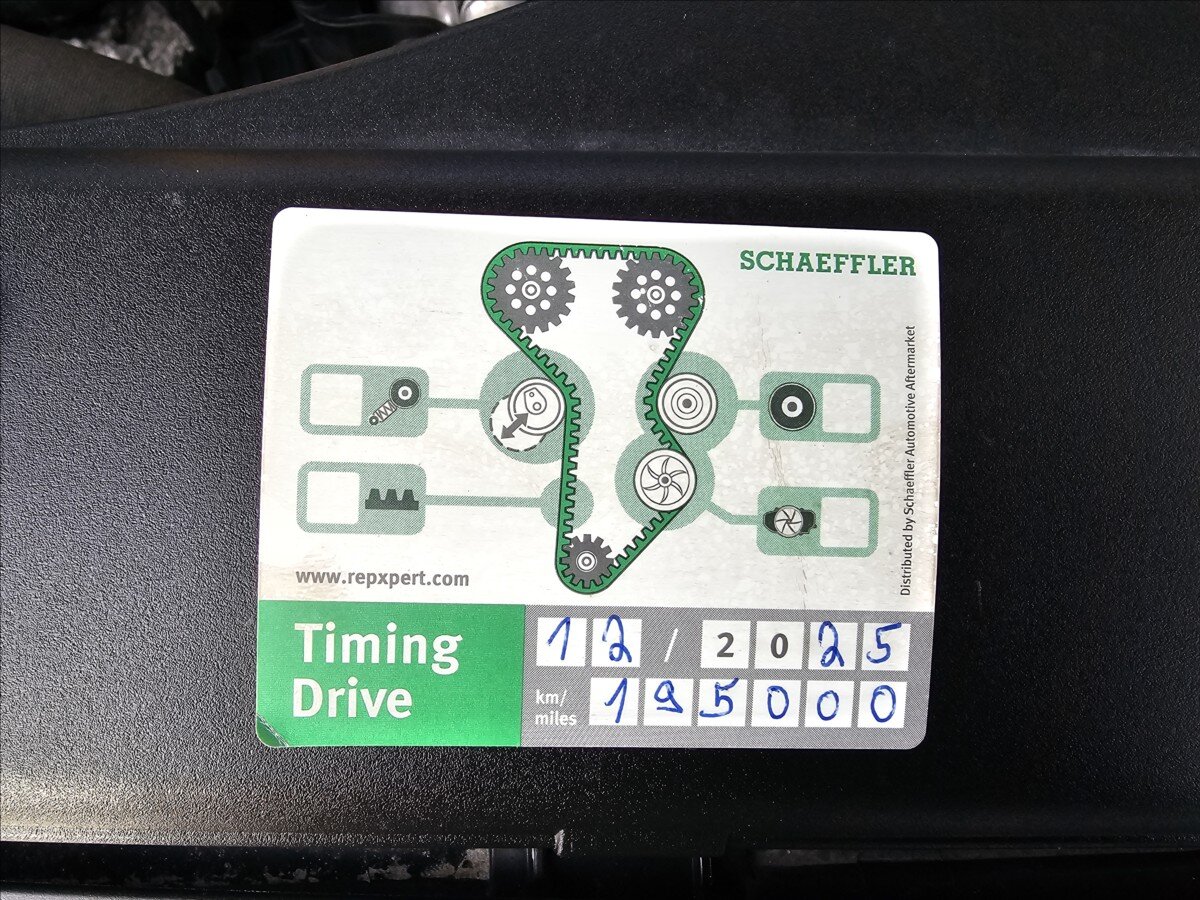 SCHAEFFLER
Distributed by Schaeffler Automotive Aftermarket
www.repxpert.com
Timing
Drive
12 / 2025
km/
miles
195000